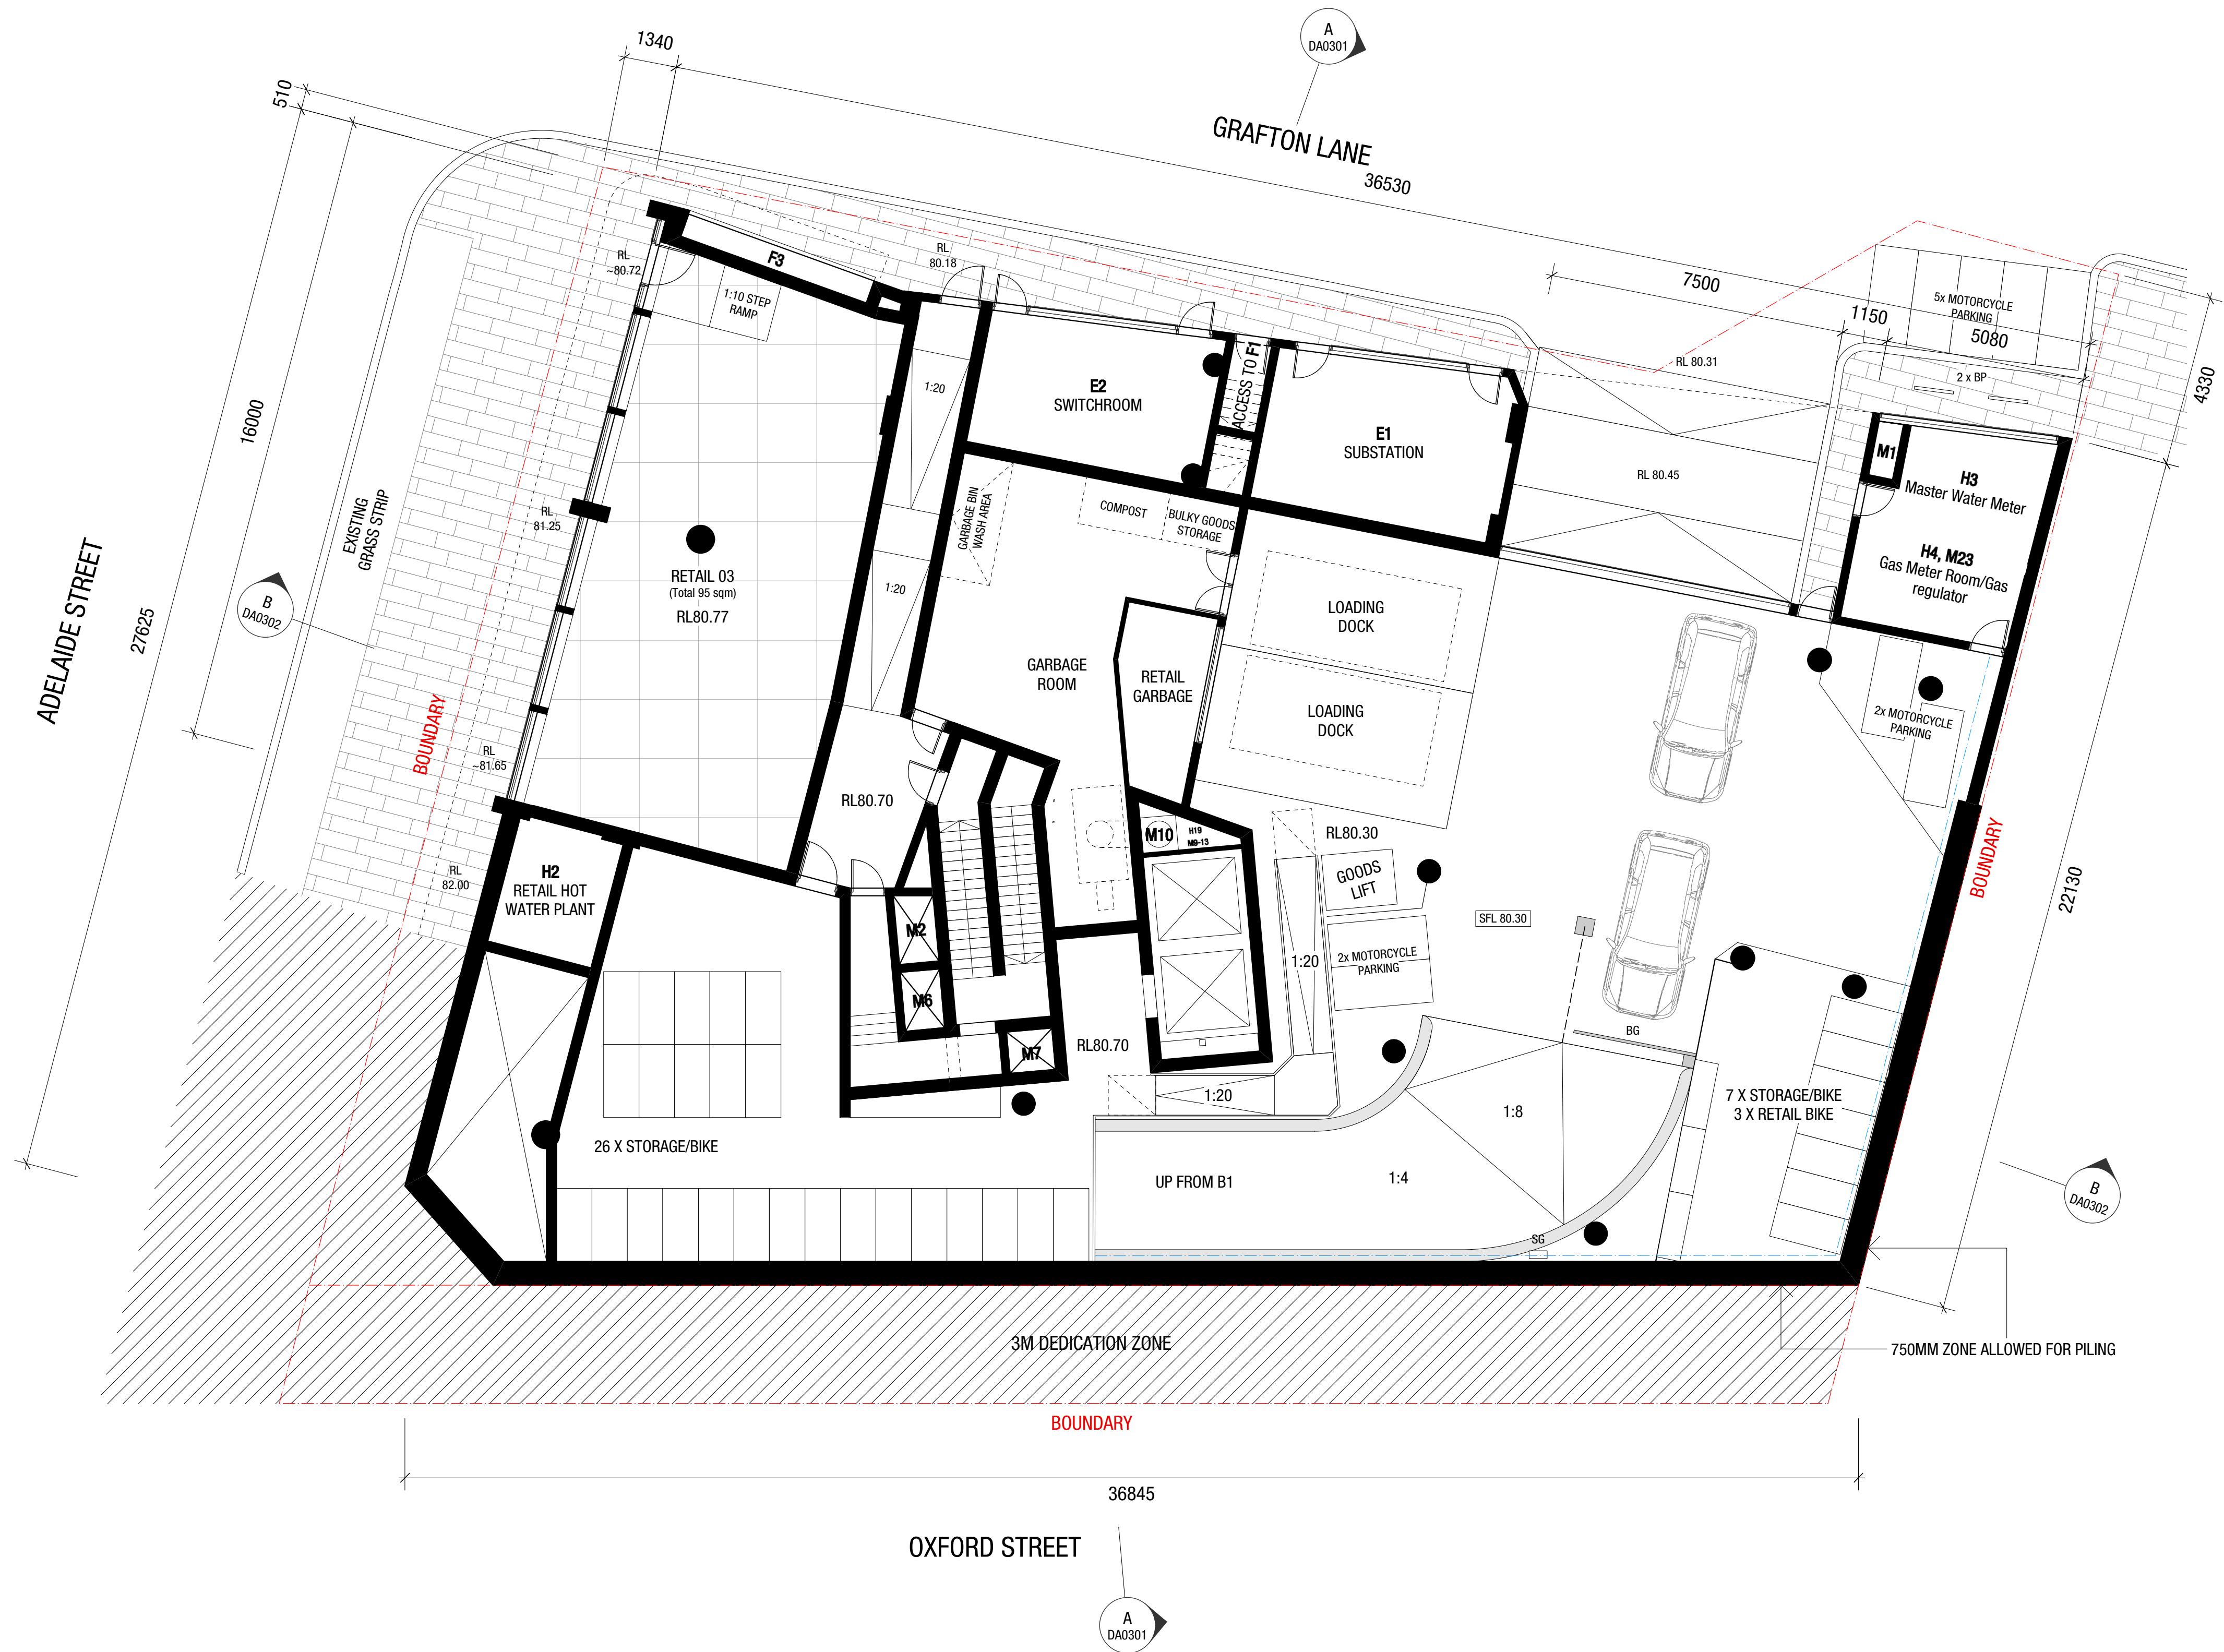 A
DA0301
1340
510
GRAFTON LANE
36530
7500
1150
5080
5x MOTORCYCLE
PARKING
2 x BP
4330
RL
~80.72
F3
1:10 STEP
RAMP
RL
80.18
RL 80.31
RL 80.45
16000
EXISTING
GRASS STRIP
ADELAIDE STREET
27625
B
DA0302
BOUNDARY
RL
81.25
RL
~81.65
RL
82.00
RETAIL 03
(Total 95 sqm)
RL80.77
1:20
1:20
E2
SWITCHROOM
ACCESS TO F1
E1
SUBSTATION
M1
H3
Master Water Meter
H4, M23
Gas Meter Room/Gas
regulator
GARBAGE BIN
WASH AREA
COMPOST
BULKY GOODS
STORAGE
GARBAGE
ROOM
RETAIL
GARBAGE
LOADING
DOCK
LOADING
DOCK
2x MOTORCYCLE
PARKING
RL80.70
M10
H19
M9-13
RL80.30
GOODS
LIFT
SFL 80.30
BOUNDARY
22130
H2
RETAIL HOT
WATER PLANT
M2
M6
M7
RL80.70
1:20
2x MOTORCYCLE
PARKING
1:20
BG
1:8
1:4
7 X STORAGE/BIKE
3 X RETAIL BIKE
26 X STORAGE/BIKE
UP FROM B1
SG
B
DA0302
3M DEDICATION ZONE
750MM ZONE ALLOWED FOR PILING
BOUNDARY
36845
OXFORD STREET
A
DA0301